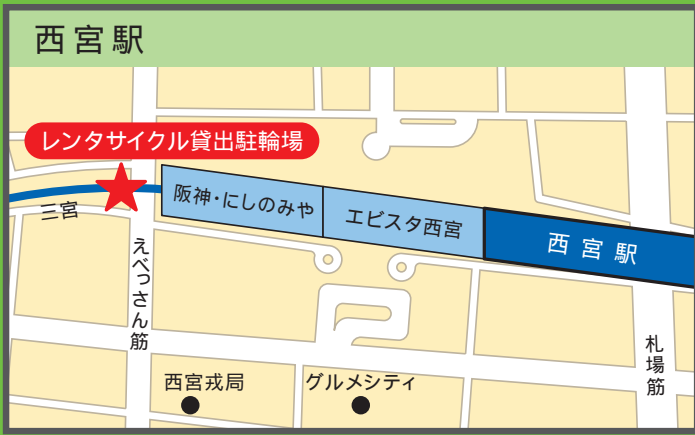 西宮駅
レンタサイクル貸出駐輪場
三宮
阪神・にしのみや
エビスタ西宮
西宮駅
えべっさん筋
札場筋
西宮戎局
グルメシティ